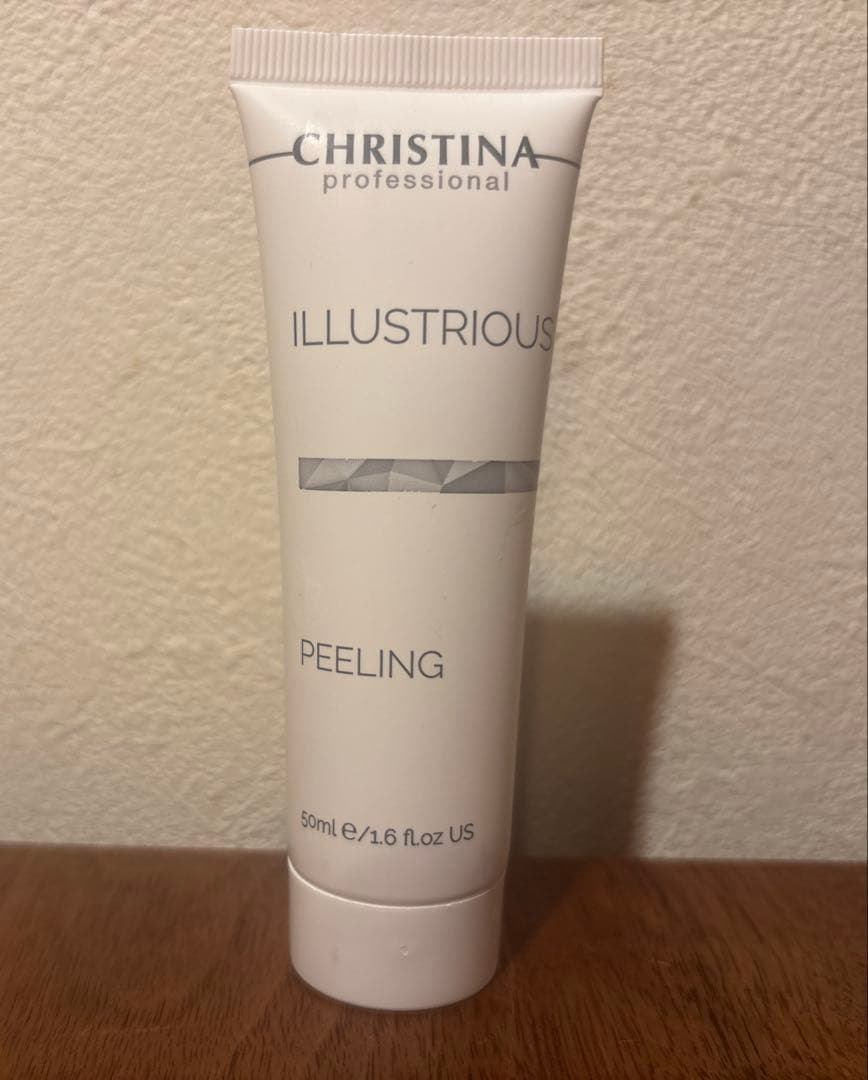 CHRISTINA
professional
ILLUSTRIOUS
PEELING
50ml e/1.6 fl.oz US